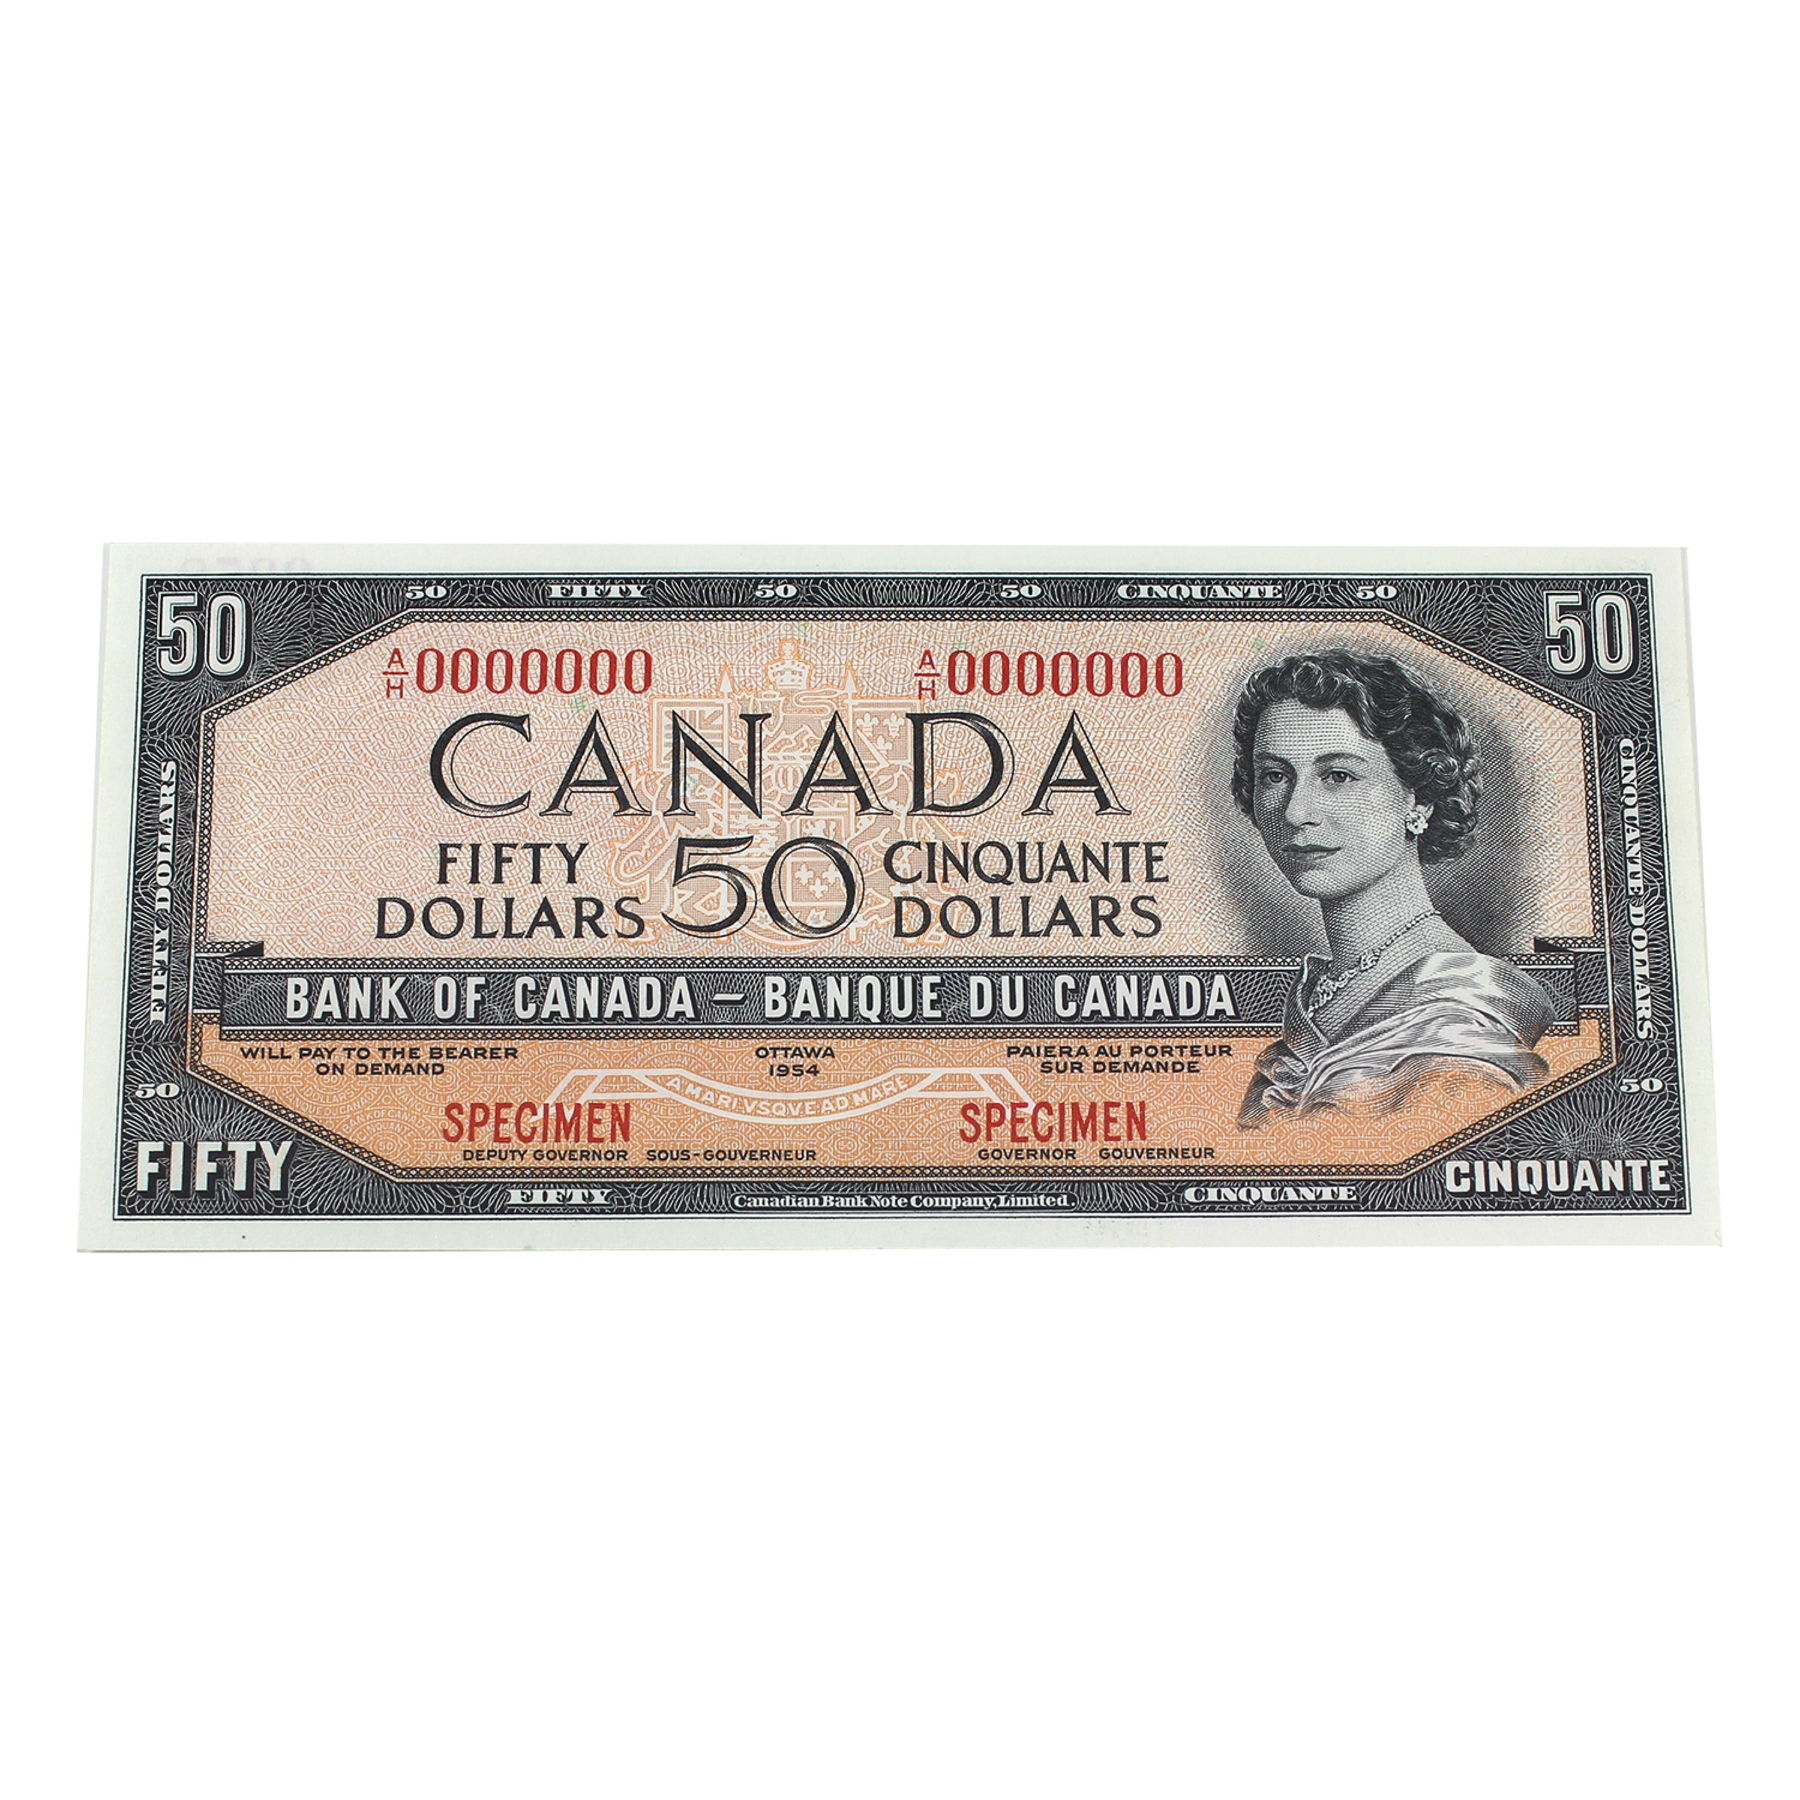 50 FIFTY 50 50 CINQUANTE 50
50 50
A/H 0000000 A/H 0000000
CANADA
FIFTY DOLLARS
50
CINQUANTE DOLLARS
FIFTY DOLLARS
CINQUANTE DOLLARS
BANK OF CANADA – BANQUE DU CANADA
WILL PAY TO THE BEARER
ON DEMAND
OTTAWA
1954
PAIERA AU PORTEUR
SUR DEMANDE
A MARI VSQVE AD MARE
50 50
SPECIMEN SPECIMEN
DEPUTY GOVERNOR SOUS-GOUVERNEUR
GOVERNOR GOUVERNEUR
FIFTY CINQUANTE
FIFTY Canadian Bank Note Company, Limited. CINQUANTE